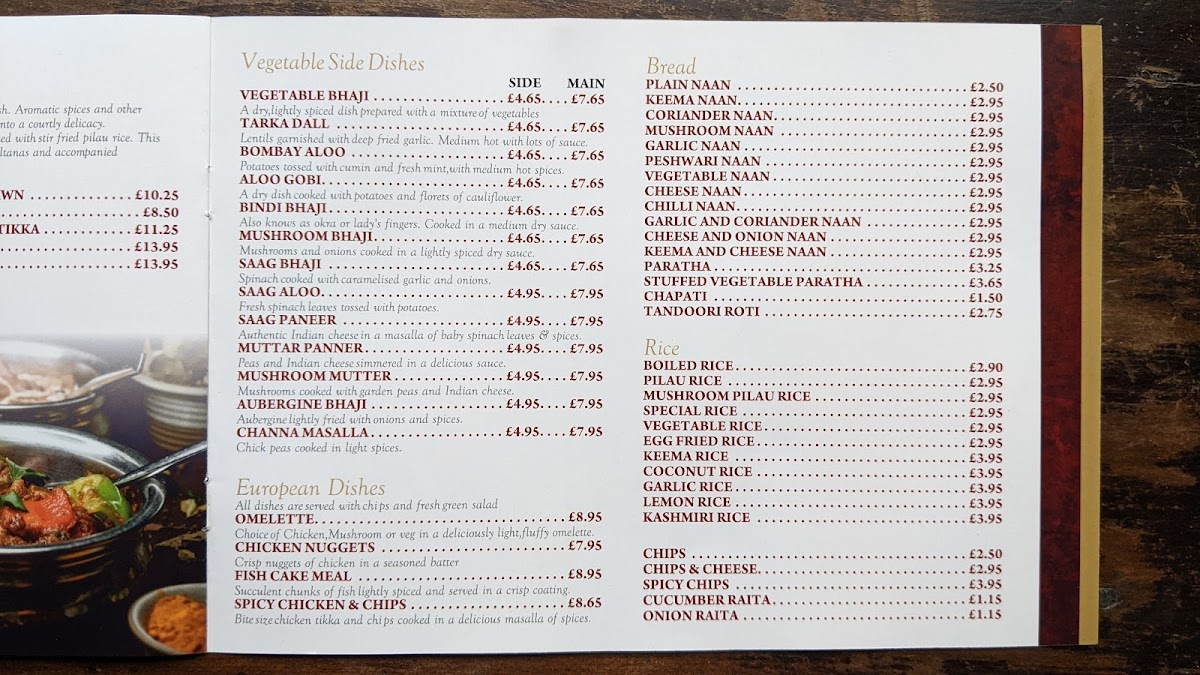 sh. Aromatic spices and other
nto a courtly delicacy.
ed with stir fried pilau rice. This
ltanas and accompanied
WN £10.25
£8.50
TIKKA £11.25
£13.95
£13.95
Vegetable Side Dishes
SIDE MAIN
VEGETABLE BHAJI £4.65 £7.65
A dry, lightly spiced dish prepared with a mixture of vegetables
TARKA DALL £4.65 £7.65
Lentils garnished with deep fried garlic. Medium hot with lots of sauce.
BOMBAY ALOO £4.65 £7.65
Potatoes tossed with cumin and fresh mint, with medium hot spices.
ALOO GOBI £4.65 £7.65
A dry dish cooked with potatoes and florets of cauliflower.
BINDI BHAJI £4.65 £7.65
Also knows as okra or lady's fingers. Cooked in a medium dry sauce.
MUSHROOM BHAJI £4.65 £7.65
Mushrooms and onions cooked in a lightly spiced dry sauce.
SAAG BHAJI £4.65 £7.65
Spinach cooked with caramelised garlic and onions.
SAAG ALOO £4.95 £7.95
Fresh spinach leaves tossed with potatoes.
SAAG PANEER £4.95 £7.95
Authentic Indian cheese in a masalla of baby spinach leaves & spices.
MUTTAR PANNER £4.95 £7.95
Peas and Indian cheese simmered in a delicious sauce.
MUSHROOM MUTTER £4.95 £7.95
Mushrooms cooked with garden peas and Indian cheese.
AUBERGINE BHAJI £4.95 £7.95
Aubergine lightly fried with onions and spices.
CHANNA MASALLA £4.95 £7.95
Chick peas cooked in light spices.
European Dishes
All dishes are served with chips and fresh green salad
OMELETTE £8.95
Choice of Chicken, Mushroom or veg in a deliciously light, fluffy omelette.
CHICKEN NUGGETS £7.95
Crisp nuggets of chicken in a seasoned batter
FISH CAKE MEAL £8.95
Succulent chunks of fish lightly spiced and served in a crisp coating.
SPICY CHICKEN & CHIPS £8.65
Bite size chicken tikka and chips cooked in a delicious masalla of spices.
Bread
PLAIN NAAN £2.50
KEEMA NAAN £2.95
CORIANDER NAAN £2.95
MUSHROOM NAAN £2.95
GARLIC NAAN £2.95
PESHWARI NAAN £2.95
VEGETABLE NAAN £2.95
CHEESE NAAN £2.95
CHILLI NAAN £2.95
GARLIC AND CORIANDER NAAN £2.95
CHEESE AND ONION NAAN £2.95
KEEMA AND CHEESE NAAN £2.95
PARATHA £3.25
STUFFED VEGETABLE PARATHA £3.65
CHAPATI £1.50
TANDOORI ROTI £2.75
Rice
BOILED RICE £2.90
PILAU RICE £2.95
MUSHROOM PILAU RICE £2.95
SPECIAL RICE £2.95
VEGETABLE RICE £2.95
EGG FRIED RICE £2.95
KEEMA RICE £3.95
COCONUT RICE £3.95
GARLIC RICE £3.95
LEMON RICE £3.95
KASHMIRI RICE £3.95
CHIPS £2.50
CHIPS & CHEESE £2.95
SPICY CHIPS £3.95
CUCUMBER RAITA £1.15
ONION RAITA £1.15